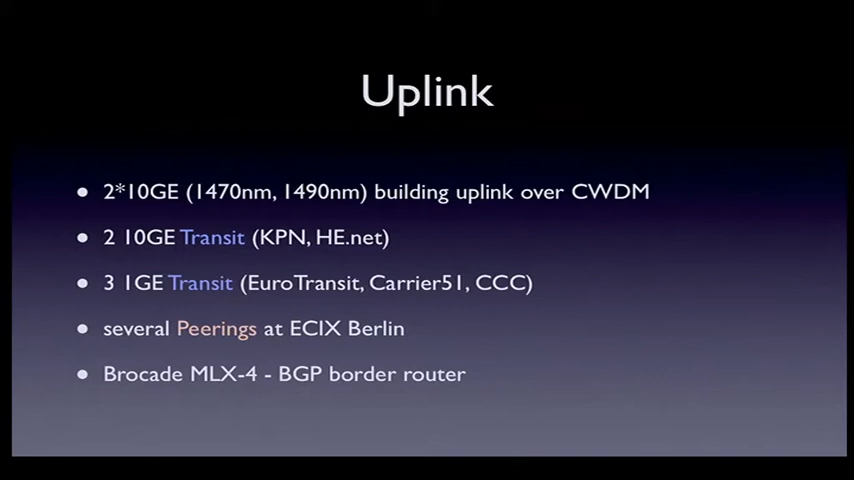 Uplink
● 2*10GE (1470nm, 1490nm) building uplink over CWDM
● 2 10GE Transit (KPN, HE.net)
● 3 1GE Transit (EuroTransit, Carrier51, CCC)
● several Peerings at ECIX Berlin
● Brocade MLX-4 - BGP border router